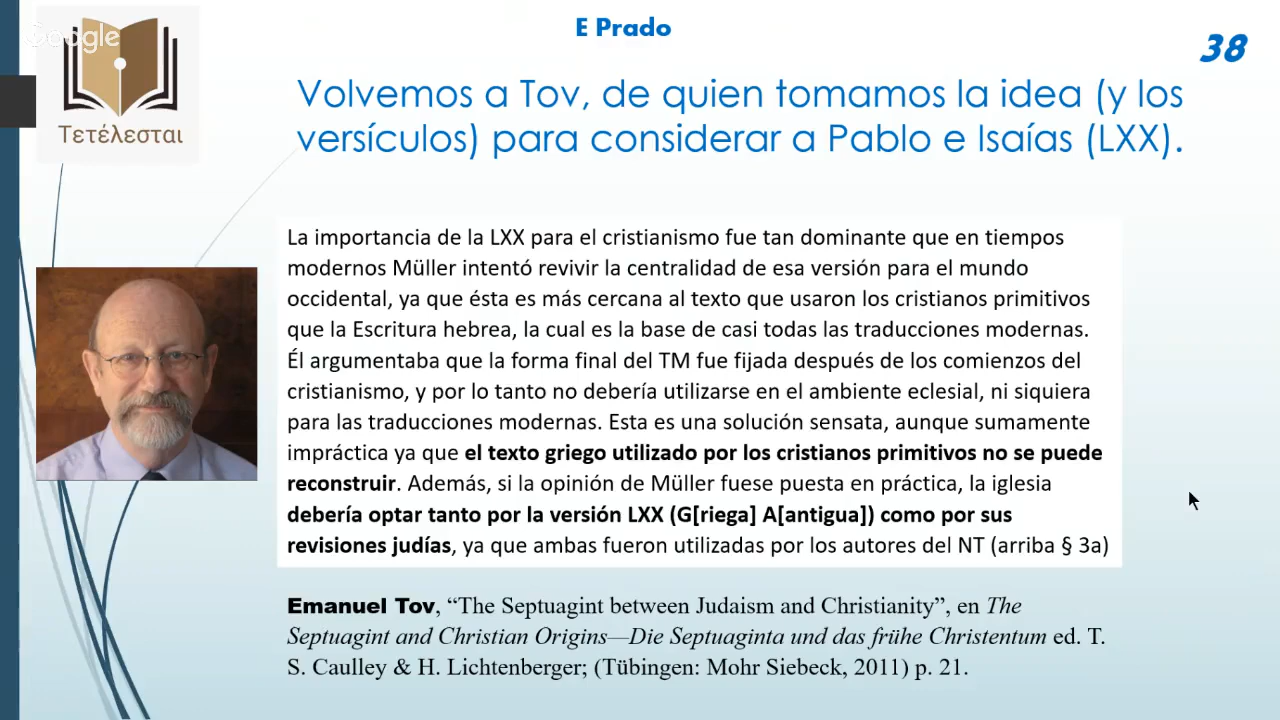 Google
Τετέλεσται
E Prado
38
Volvemos a Tov, de quien tomamos la idea (y los
versículos) para considerar a Pablo e Isaías (LXX).
La importancia de la LXX para el cristianismo fue tan dominante que en tiempos
modernos Müller intentó revivir la centralidad de esa versión para el mundo
occidental, ya que ésta es más cercana al texto que usaron los cristianos primitivos
que la Escritura hebrea, la cual es la base de casi todas las traducciones modernas.
Él argumentaba que la forma final del TM fue fijada después de los comienzos del
cristianismo, y por lo tanto no debería utilizarse en el ambiente eclesial, ni siquiera
para las traducciones modernas. Esta es una solución sensata, aunque sumamente
impráctica ya que el texto griego utilizado por los cristianos primitivos no se puede
reconstruir. Además, si la opinión de Müller fuese puesta en práctica, la iglesia
debería optar tanto por la versión LXX (G[riega] A[antigua]) como por sus
revisiones judías, ya que ambas fueron utilizadas por los autores del NT (arriba § 3a)
Emanuel Tov, “The Septuagint between Judaism and Christianity”, en The
Septuagint and Christian Origins—Die Septuaginta und das frühe Christentum ed. T.
S. Caulley & H. Lichtenberger; (Tübingen: Mohr Siebeck, 2011) p. 21.